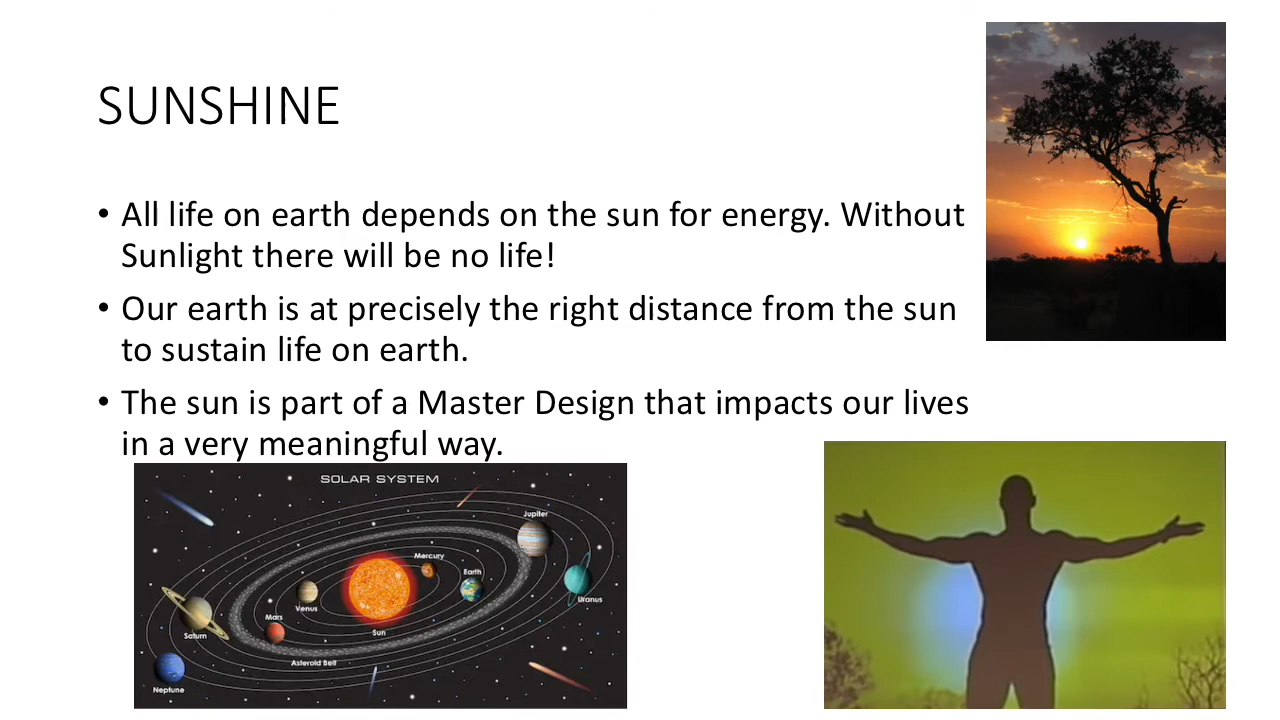 SUNSHINE
• All life on earth depends on the sun for energy. Without
Sunlight there will be no life!
• Our earth is at precisely the right distance from the sun
to sustain life on earth.
• The sun is part of a Master Design that impacts our lives
in a very meaningful way.
SOLAR SYSTEM
Jupiter
Mercury
Earth
Uranus
Venus
Mars
Sun
Saturn
Asteroid Belt
Neptune